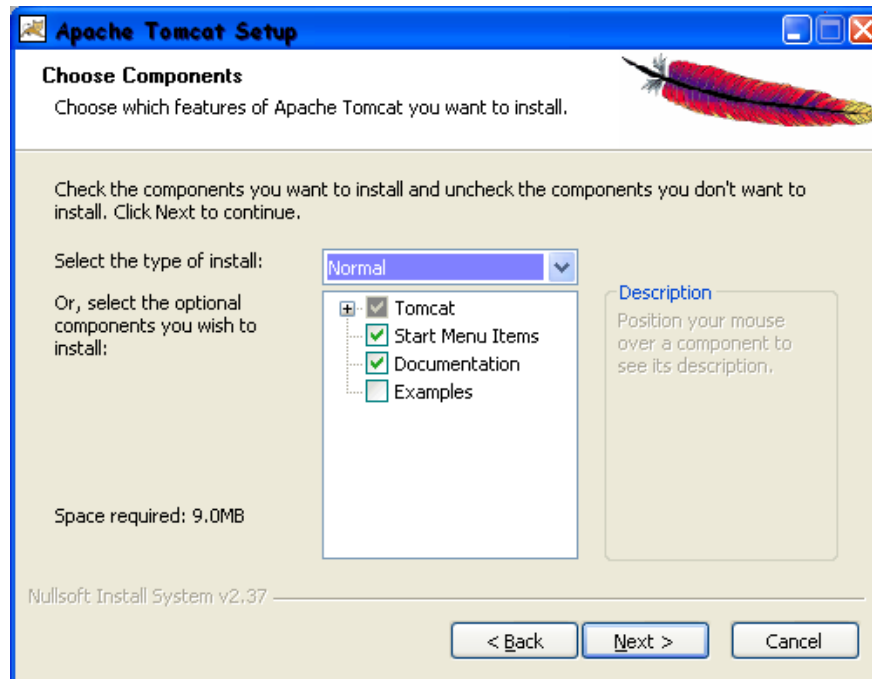 Apache Tomcat Setup
Choose Components
Choose which features of Apache Tomcat you want to install.
Check the components you want to install and uncheck the components you don't want to
install. Click Next to continue.
Select the type of install:
Normal
Or, select the optional
components you wish to
install:
Tomcat
Start Menu Items
Documentation
Examples
Description
Position your mouse
over a component to
see its description.
Space required: 9.0MB
Nullsoft Install System v2.37
< Back
Next >
Cancel